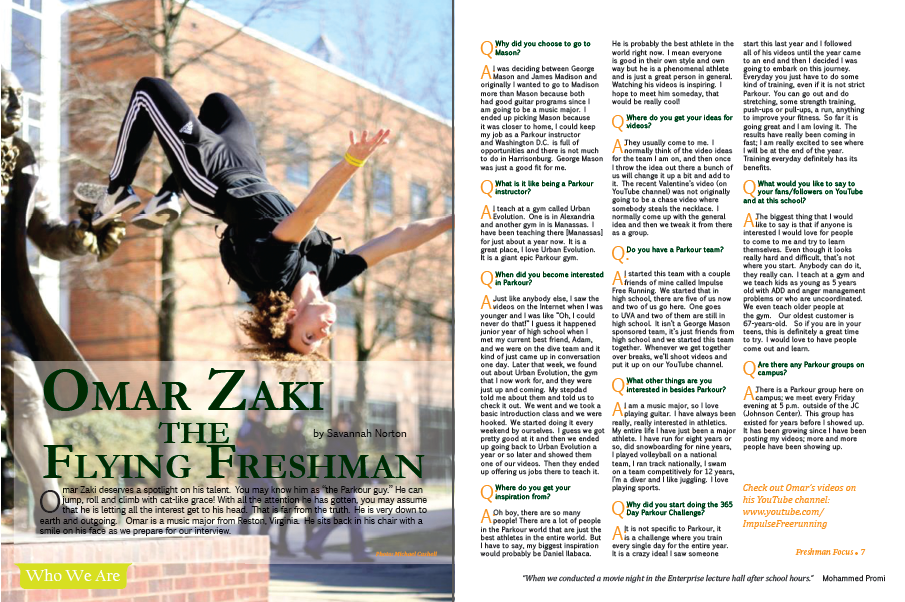 OMAR ZAKI
THE
FLYING FRESHMAN
by Savannah Norton
Omar Zaki deserves a spotlight on his talent. You may know him as “the Parkour guy.” He can
jump, roll and climb with cat-like grace! With all the attention he has gotten, you may assume
that he is letting all the interest get to his head. That is far from the truth. He is very down to
earth and outgoing. Omar is a music major from Reston, Virginia. He sits back in his chair with a
smile on his face as we prepare for our interview.
Photo: Michael Corbell
Who We Are
Q Why did you choose to go to
Mason?
A I was deciding between George
Mason and James Madison and
originally I wanted to go to Madison
more than Mason because both
had good guitar programs since I
am going to be a music major. I
ended up picking Mason because
it was closer to home, I could keep
my job as a Parkour instructor
and Washington D.C. is full of
opportunities and there is not much
to do in Harrisonburg. George Mason
was just a good fit for me.
Q What is it like being a Parkour
instructor?
A I teach at a gym called Urban
Evolution. One is in Alexandria
and another gym in is Manassas. I
have been teaching there [Manassas]
for just about a year now. It is a
great place, I love Urban Evolution.
It is a giant epic Parkour gym.
Q When did you become interested
in Parkour?
A Just like anybody else, I saw the
videos on the Internet when I was
younger and I was like “Oh, I could
never do that!” I guess it happened
junior year of high school when I
met my current best friend, Adam,
and we were on the dive team and it
kind of just came up in conversation
one day. Later that week, we found
out about Urban Evolution, the gym
that I now work for, and they were
just up and coming. My stepdad
told me about them and told us to
check it out. We went and we took a
basic introduction class and we were
hooked. We started doing it every
weekend by ourselves. I guess we got
pretty good at it and then we ended
up going back to Urban Evolution a
year or so later and showed them
one of our videos. Then they ended
up offering us jobs there to teach it.
Q Where do you get your
inspiration from?
A Oh boy, there are so many
people! There are a lot of people
in the Parkour world that are just the
best athletes in the entire world. But
I have to say, my biggest inspiration
would probably be Daniel Ilabaca.
He is probably the best athlete in the
world right now. I mean everyone
is good in their own style and own
way but he is a phenomenal athlete
and is just a great person in general.
Watching his videos is inspiring. I
hope to meet him someday, that
would be really cool!
Q Where do you get your ideas for
videos?
A They usually come to me. I
normally think of the video ideas
for the team I am on, and then once
I throw the idea out there a bunch of
us will change it up a bit and add to
it. The recent Valentine’s video (on
YouTube channel) was not originally
going to be a chase video where
somebody steals the necklace. I
normally come up with the general
idea and then we tweak it from there
as a group.
Q Do you have a Parkour team?
A I started this team with a couple
friends of mine called Impulse
Free Running. We started that in
high school, there are five of us now
and two of us go here. One goes
to UVA and two of them are still in
high school. It isn’t a George Mason
sponsored team, it’s just friends from
high school and we started this team
together. Whenever we get together
over breaks, we’ll shoot videos and
put it up on our YouTube channel.
Q What other things are you
interested in besides Parkour?
A I am a music major, so I love
playing guitar. I have always been
really, really interested in athletics.
My entire life I have just been a major
athlete. I have run for eight years or
so, did snowboarding for nine years,
I played volleyball on a national
team, I ran track nationally, I swam
on a team competitively for 12 years,
I’m a diver and I like juggling. I love
playing sports.
Q Why did you start doing the 365
Day Parkour Challenge?
A It is not specific to Parkour, it
is a challenge where you train
every single day for the entire year.
It is a crazy idea! I saw someone
start this last year and I followed
all of his videos until the year came
to an end and then I decided I was
going to embark on this journey.
Everyday you just have to do some
kind of training, even if it is not strict
Parkour. You can go out and do
stretching, some strength training,
push-ups or pull-ups, a run, anything
to improve your fitness. So far it is
going great and I am loving it. The
results have really been coming in
fast; I am really excited to see where
I will be at the end of the year.
Training everyday definitely has its
benefits.
Q What would you like to say to
your fans/followers on YouTube
and at this school?
A The biggest thing that I would
like to say is that if anyone is
interested I would love for people
to come to me and try to learn
themselves. Even though it looks
really hard and difficult, that’s not
where you start. Anybody can do it,
they really can. I teach at a gym and
we teach kids as young as 5 years
old with ADD and anger management
problems or who are uncoordinated.
We even teach older people at
the gym. Our oldest customer is
67-years-old. So if you are in your
teens, this is definitely a great time
to try. I would love to have people
come out and learn.
Q Are there any Parkour groups on
campus?
A There is a Parkour group here on
campus; we meet every Friday
evening at 5 p.m. outside of the JC
(Johnson Center). This group has
existed for years before I showed up.
It has been growing since I have been
posting my videos; more and more
people have been showing up.
Check out Omar’s videos on
his YouTube channel:
www.youtube.com/
ImpulseFreerunning
Freshman Focus • 7
“When we conducted a movie night in the Enterprise lecture hall after school hours.” Mohammed Promi